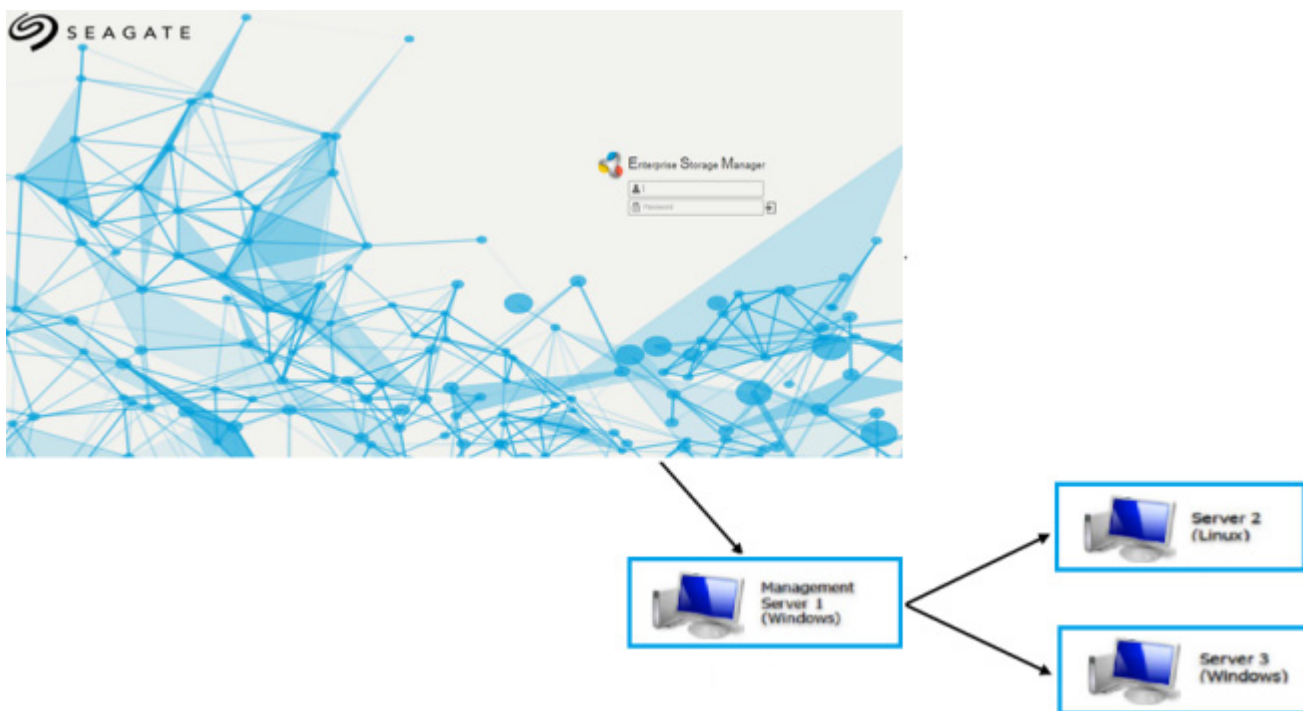 SEAGATE
Enterprise Storage Manager
Password
Management
Server 1
(Windows)
Server 2
(Linux)
Server 3
(Windows)